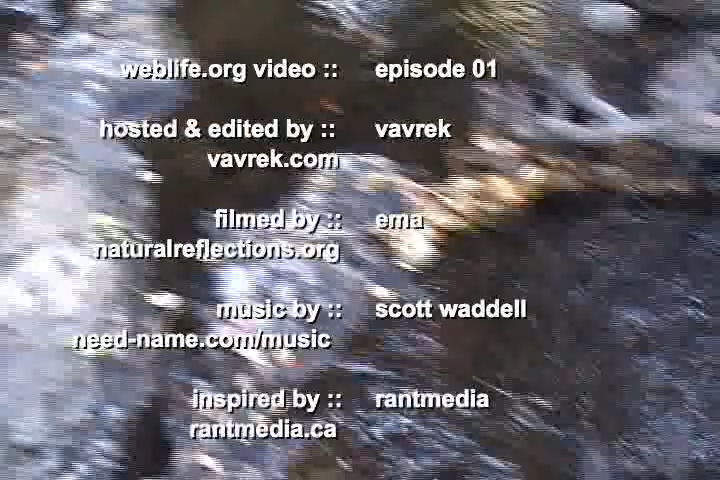 weblife.org video :: episode 01
hosted & edited by :: vavrek
vavrek.com
filmed by :: ema
naturalreflections.org
music by :: scott waddell
need-name.com/music
inspired by :: rantmedia
rantmedia.ca